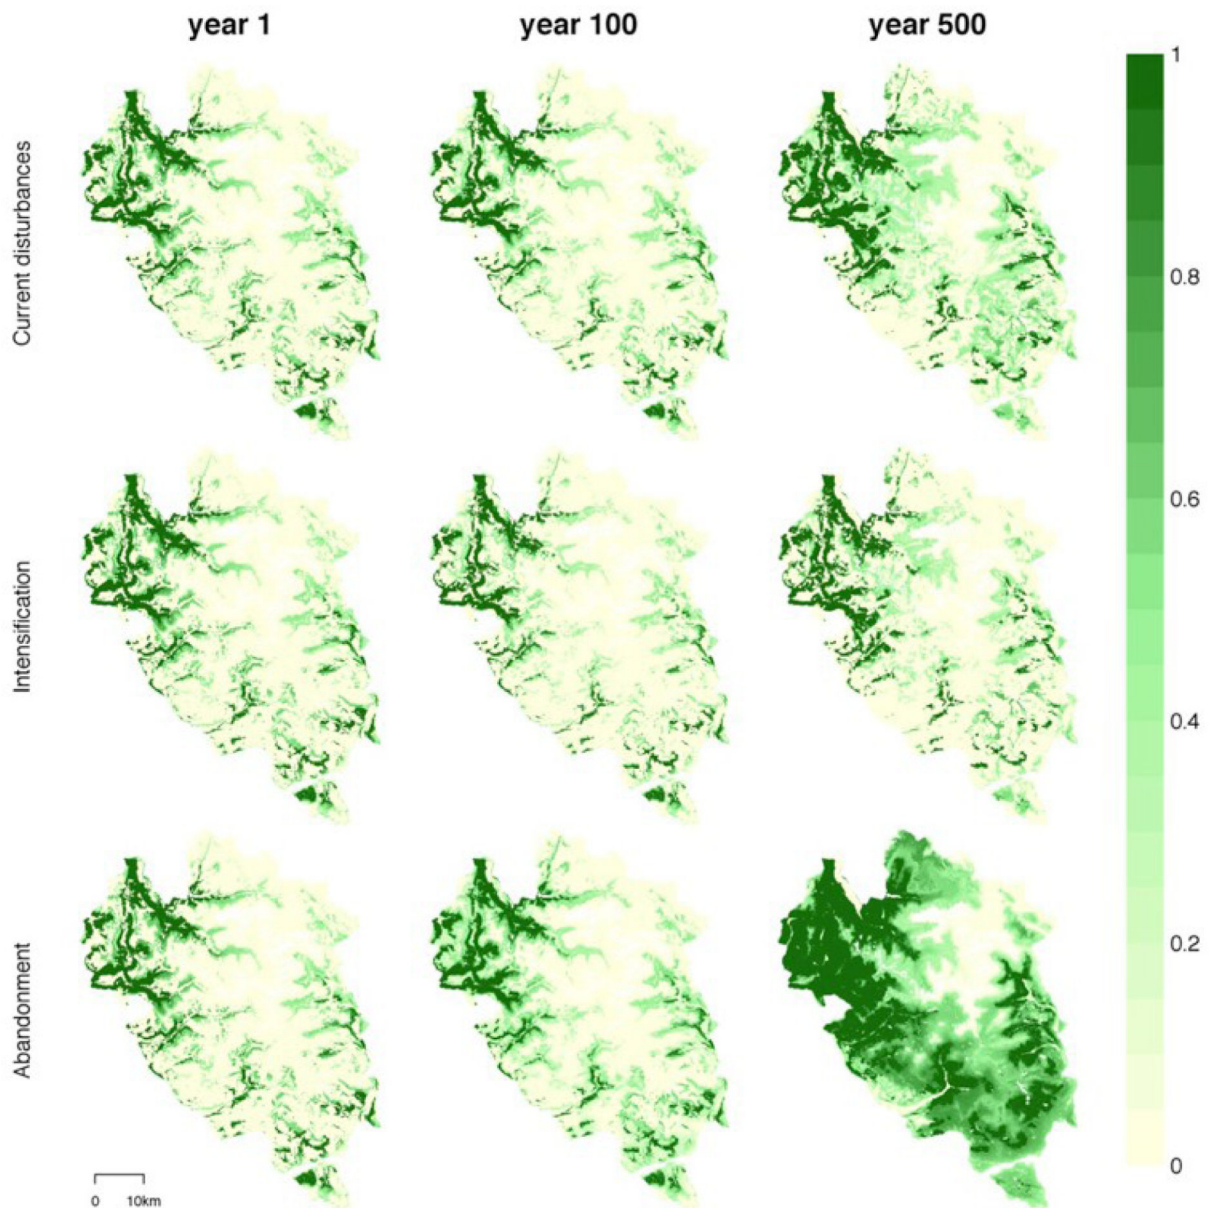 year 1 year 100 year 500
1
Current disturbances
0.8
0.6
Intensification
0.4
0.2
Abandonment
0
0 10km